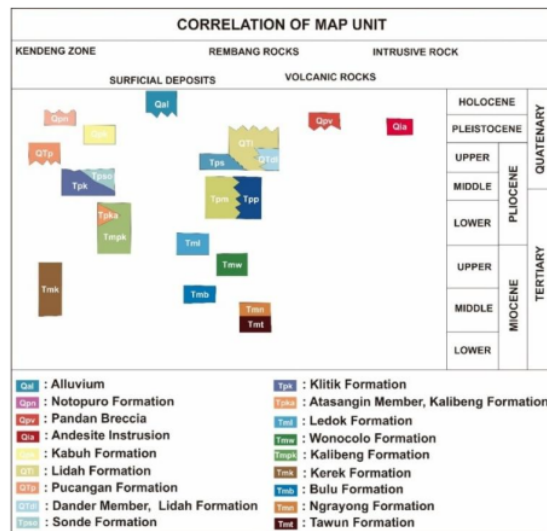 CORRELATION OF MAP UNIT
KENDENG ZONE REMBANG ROCKS INTRUSIVE ROCK
SURFICIAL DEPOSITS VOLCANIC ROCKS
Qal HOLOCENE
Qpn Qpv Qia PLEISTOCENE QUATERNARY
Qpk
QTp QTl UPPER
Tps QTdl
Tpso
Tpk MIDDLE PLIOCENE
Tpm Tpp
Tpka LOWER
Tmpk
Tml
Tmw UPPER TERTIARY
Tmk
Tmb MIDDLE MIOCENE
Tmn
Tmt
LOWER
Qal : Alluvium
Qpn : Notopuro Formation
Qpv : Pandan Breccia
Qia : Andesite Instrusion
Qpk : Kabuh Formation
QTl : Lidah Formation
QTp : Pucangan Formation
QTdl : Dander Member, Lidah Formation
Tpso : Sonde Formation
Tpk : Klitik Formation
Tpka : Atasangin Member, Kalibeng Formation
Tml : Ledok Formation
Tmw : Wonocolo Formation
Tmpk : Kalibeng Formation
Tmk : Kerek Formation
Tmb : Bulu Formation
Tmn : Ngrayong Formation
Tmt : Tawun Formation